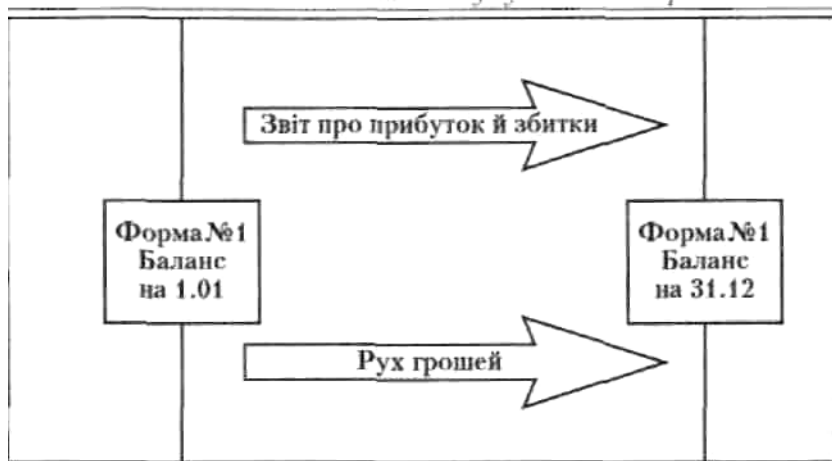 Звіт про прибуток й збитки
Форма №1
Баланс
на 1.01
Форма №1
Баланс
на 31.12
Рух грошей